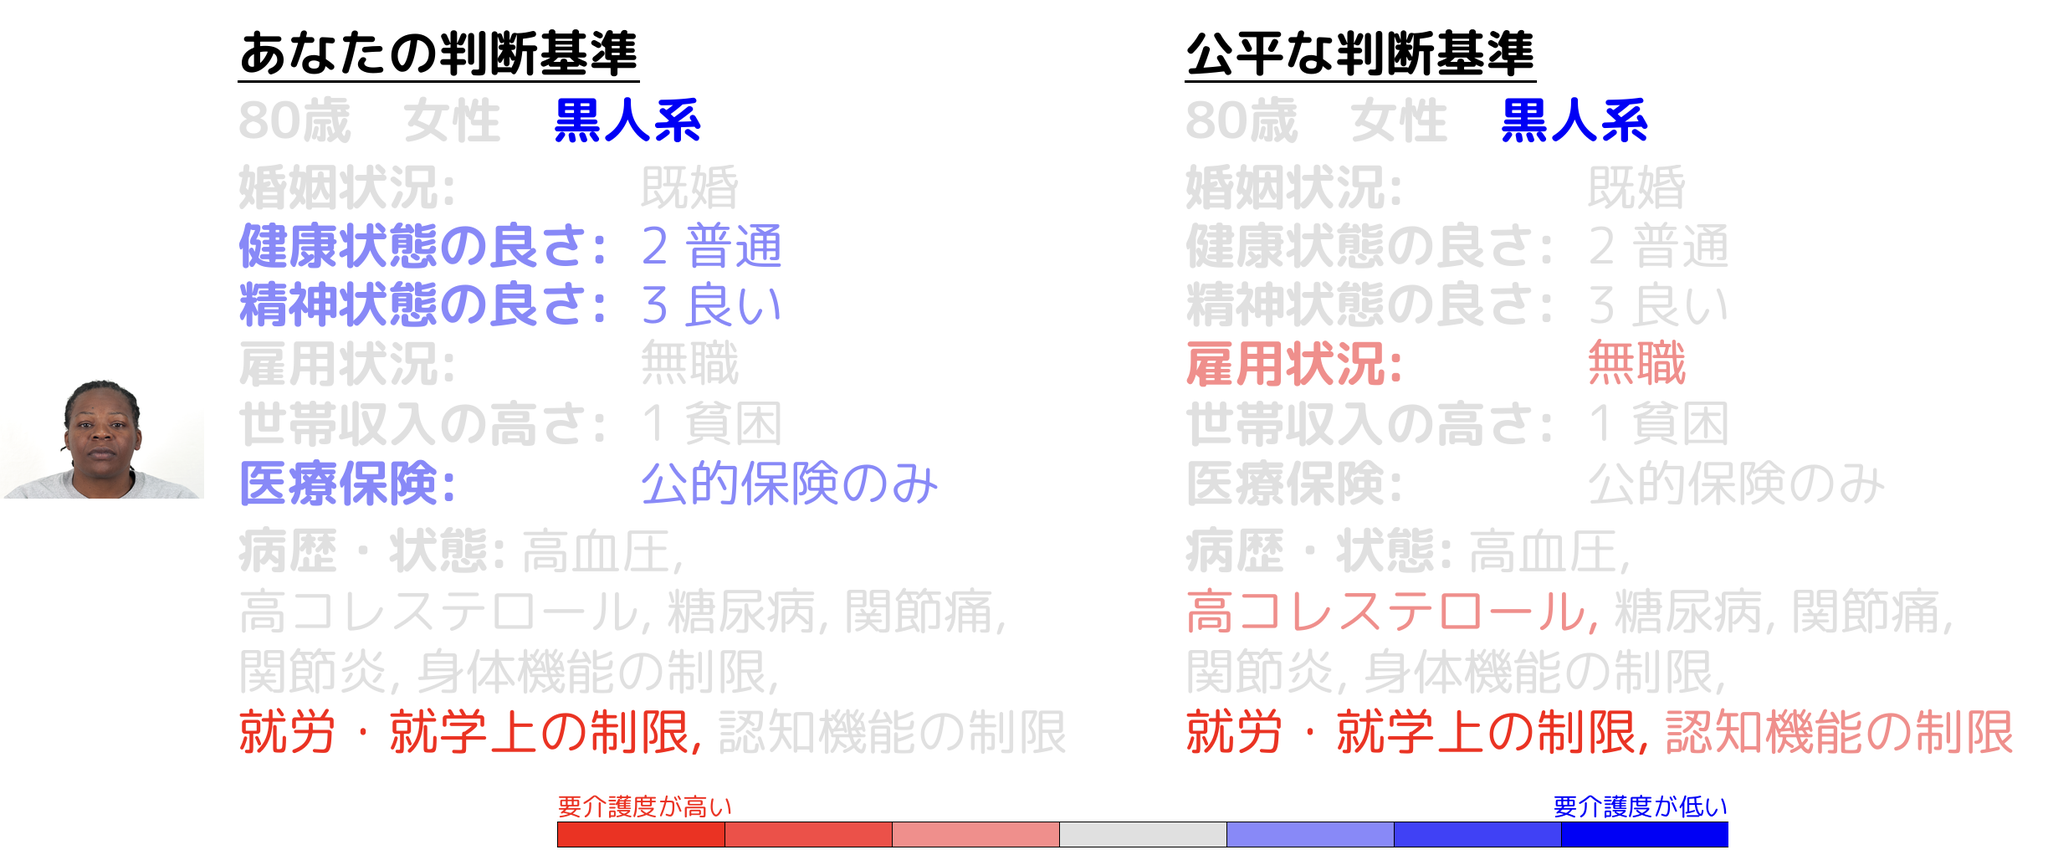 あなたの判断基準
80歳 女性 黒人系
婚姻状況: 既婚
健康状態の良さ: 2 普通
精神状態の良さ: 3 良い
雇用状況: 無職
世帯収入の高さ: 1 貧困
医療保険: 公的保険のみ
病歴・状態: 高血圧,
高コレステロール, 糖尿病, 関節痛,
関節炎, 身体機能の制限,
就労・就学上の制限, 認知機能の制限
公平な判断基準
80歳 女性 黒人系
婚姻状況: 既婚
健康状態の良さ: 2 普通
精神状態の良さ: 3 良い
雇用状況: 無職
世帯収入の高さ: 1 貧困
医療保険: 公的保険のみ
病歴・状態: 高血圧,
高コレステロール, 糖尿病, 関節痛,
関節炎, 身体機能の制限,
就労・就学上の制限, 認知機能の制限
要介護度が高い
要介護度が低い